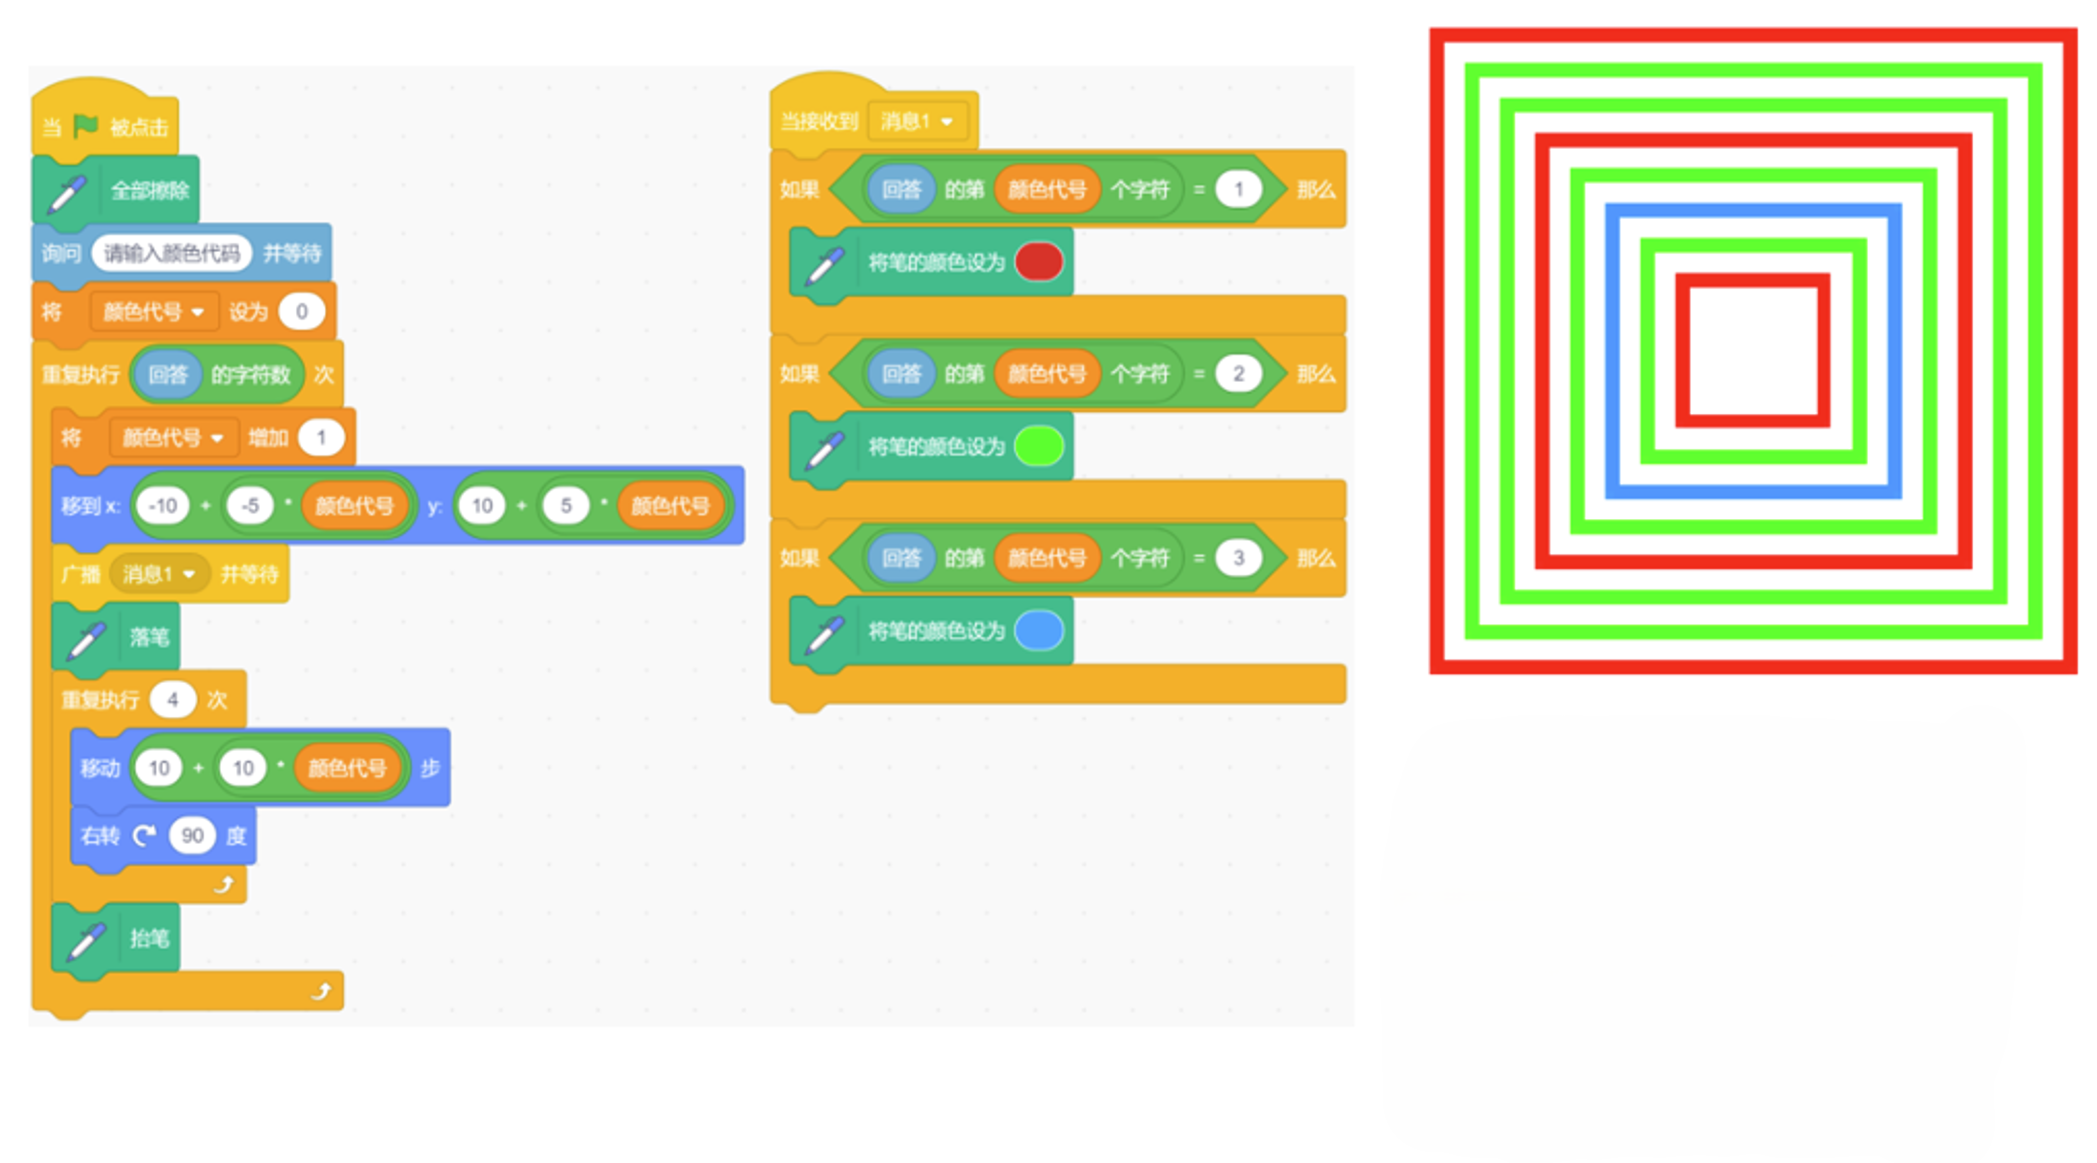 当 被点击
全部擦除
询问 请输入颜色代码 并等待
将 颜色代号 设为 0
重复执行 回答 的字符数 次
将 颜色代号 增加 1
移到 x: -10 + -5 * 颜色代号 y: 10 + 5 * 颜色代号
广播 消息1 并等待
落笔
重复执行 4 次
移动 10 + 10 * 颜色代号 步
右转 90 度
抬笔
当接收到 消息1
如果 回答 的第 颜色代号 个字符 = 1 那么
将笔的颜色设为
如果 回答 的第 颜色代号 个字符 = 2 那么
将笔的颜色设为
如果 回答 的第 颜色代号 个字符 = 3 那么
将笔的颜色设为